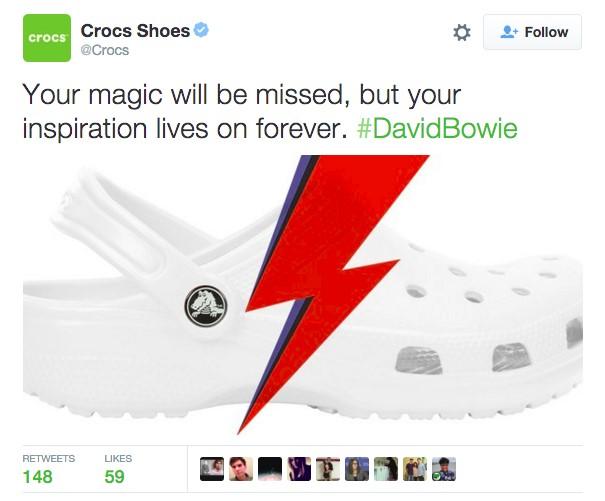 crocs
Crocs Shoes
@Crocs
Follow
Your magic will be missed, but your
inspiration lives on forever. #DavidBowie
RETWEETS
148
LIKES
59